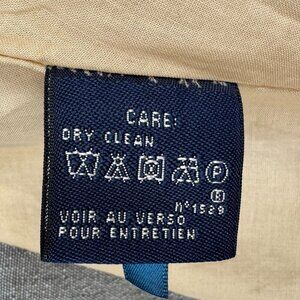 CARE:
DRY CLEAN
P
K
n°1529
VOIR AU VERSO
POUR ENTRETIEN